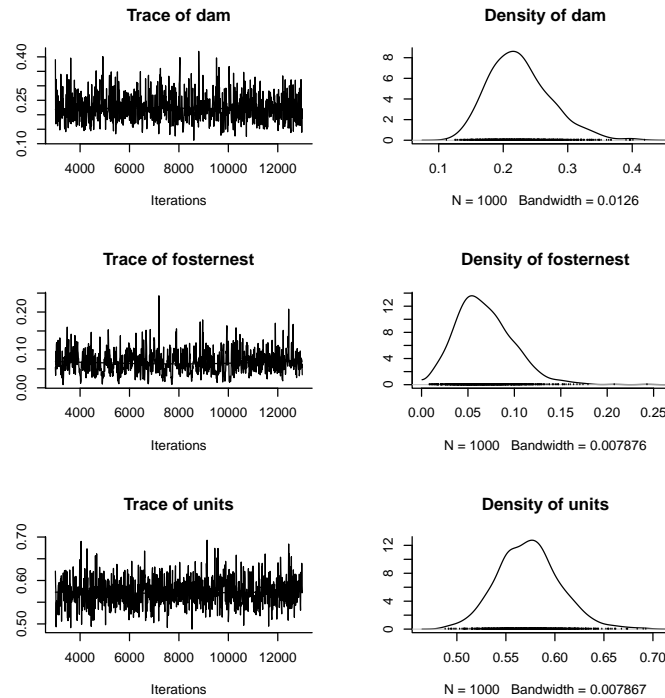 Trace of dam
0.10 0.25 0.40
4000 6000 8000 10000 12000
Iterations
Density of dam
0 2 4 6 8
0.1 0.2 0.3 0.4
N = 1000 Bandwidth = 0.0126
Trace of fosternest
0.00 0.10 0.20
4000 6000 8000 10000 12000
Iterations
Density of fosternest
0 4 8 12
0.00 0.05 0.10 0.15 0.20 0.25
N = 1000 Bandwidth = 0.007876
Trace of units
0.50 0.60 0.70
4000 6000 8000 10000 12000
Iterations
Density of units
0 4 8 12
0.50 0.55 0.60 0.65 0.70
N = 1000 Bandwidth = 0.007867